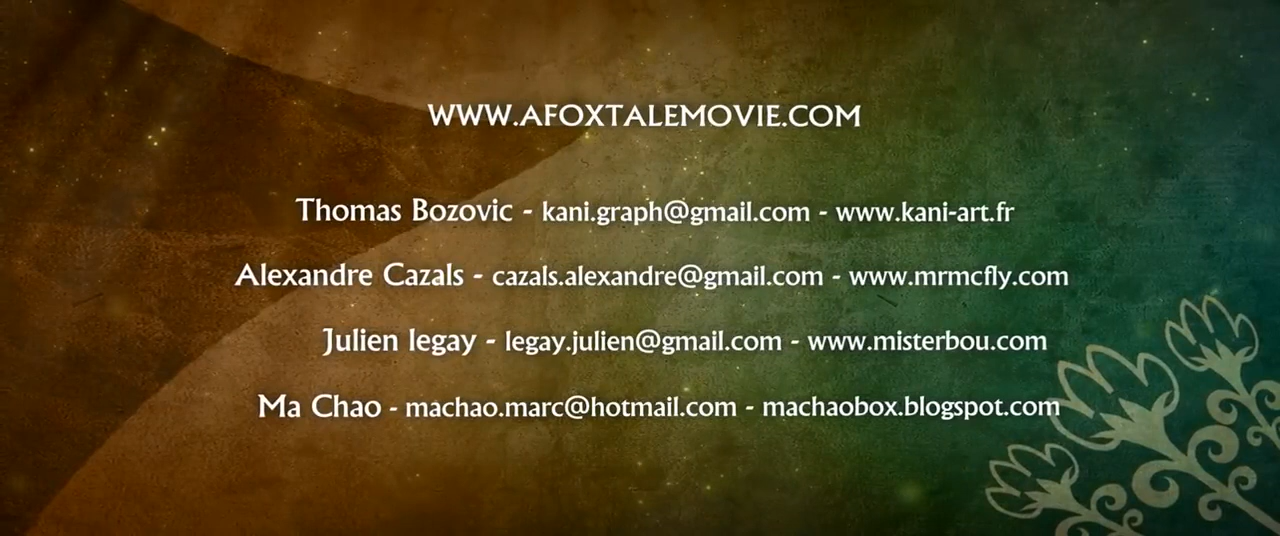 WWW.AFOXTALEMOVIE.COM
Thomas Bozovic - kani.graph@gmail.com - www.kani-art.fr
Alexandre Cazals - cazals.alexandre@gmail.com - www.mrmcfly.com
Julien legay - legay.julien@gmail.com - www.misterbou.com
Ma Chao - machao.marc@hotmail.com - machaobox.blogspot.com